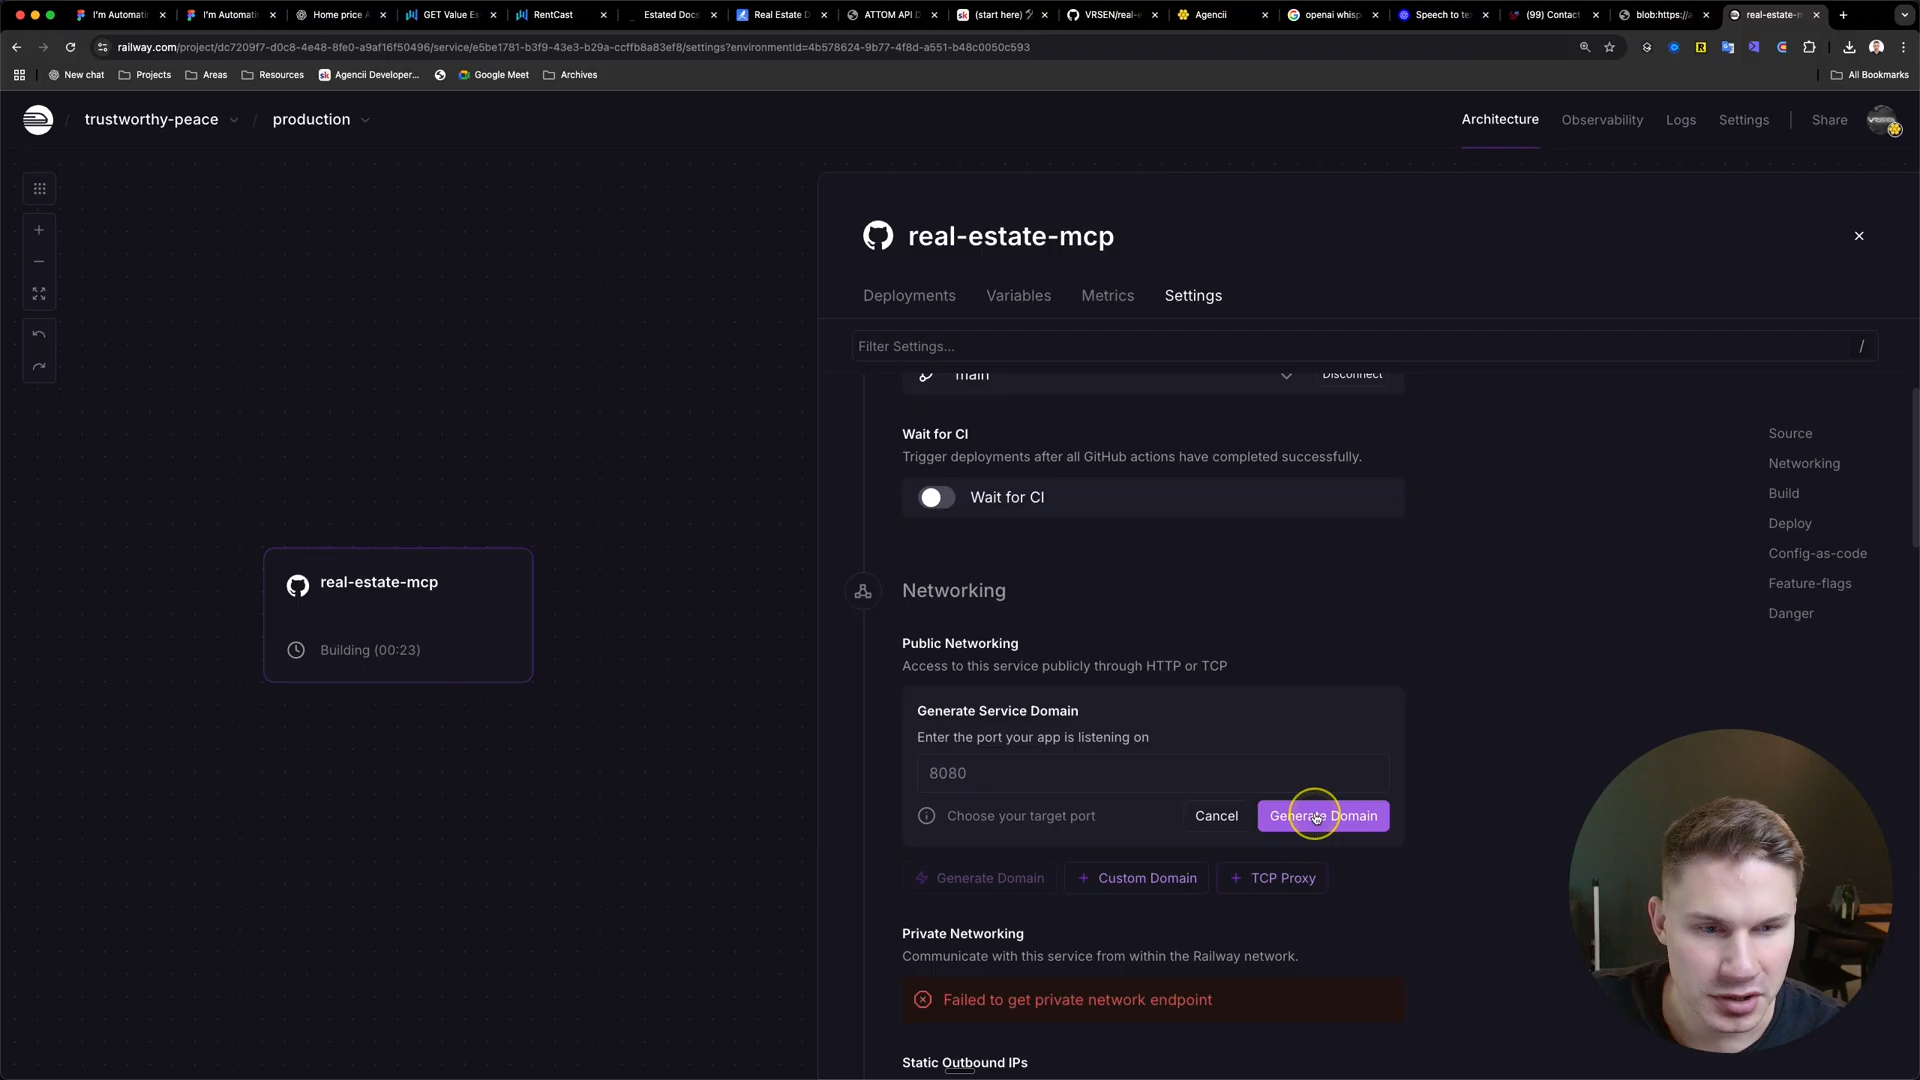 I'm Automatin
I'm Automatin
Home price A
GET Value Es
RentCast
Estated Docs
Real Estate D
ATTOM API D
(start here)
VRSEN/real-e
Agencii
openai whisp
Speech to te
(99) Contact
blob:https://a
real-estate-m
railway.com/project/dc7209f7-d0c8-4e48-8fe0-a9af16f50496/service/e5be1781-b3f9-43e3-b29a-ccffb8a83ef8/settings?environmentId=4b578624-9b77-4f8d-a551-b48c0050c593
New chat
Projects
Areas
Resources
Agencii Developer...
Google Meet
Archives
All Bookmarks
/ trustworthy-peace / production
Architecture
Observability
Logs
Settings
Share
real-estate-mcp
Deployments
Variables
Metrics
Settings
Filter Settings...
/
main
Disconnect
Wait for CI
Trigger deployments after all GitHub actions have completed successfully.
Wait for CI
Source
Networking
Build
Deploy
Config-as-code
Feature-flags
Danger
real-estate-mcp
Building (00:23)
Networking
Public Networking
Access to this service publicly through HTTP or TCP
Generate Service Domain
Enter the port your app is listening on
8080
Choose your target port
Cancel
Generate Domain
Generate Domain
+ Custom Domain
+ TCP Proxy
Private Networking
Communicate with this service from within the Railway network.
Failed to get private network endpoint
Static Outbound IPs